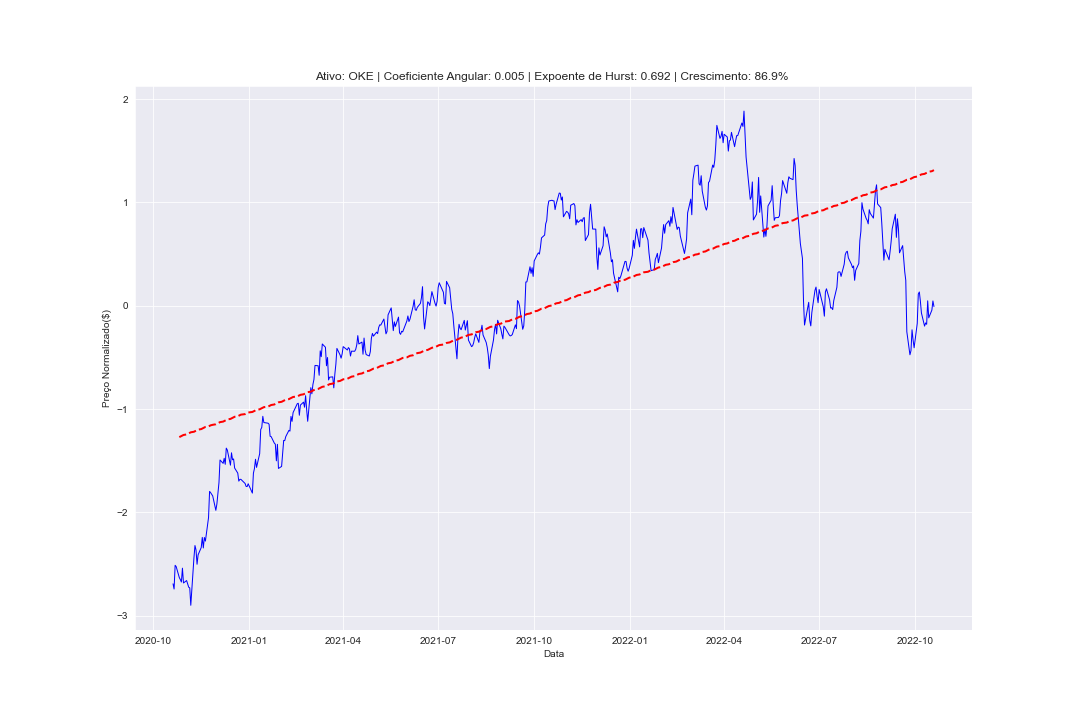 Ativo: OKE | Coeficiente Angular: 0.005 | Expoente de Hurst: 0.692 | Crescimento: 86.9%
2
1
0
−1
−2
−3
Preço Normalizado($)
2020-10 2021-01 2021-04 2021-07 2021-10 2022-01 2022-04 2022-07 2022-10
Data